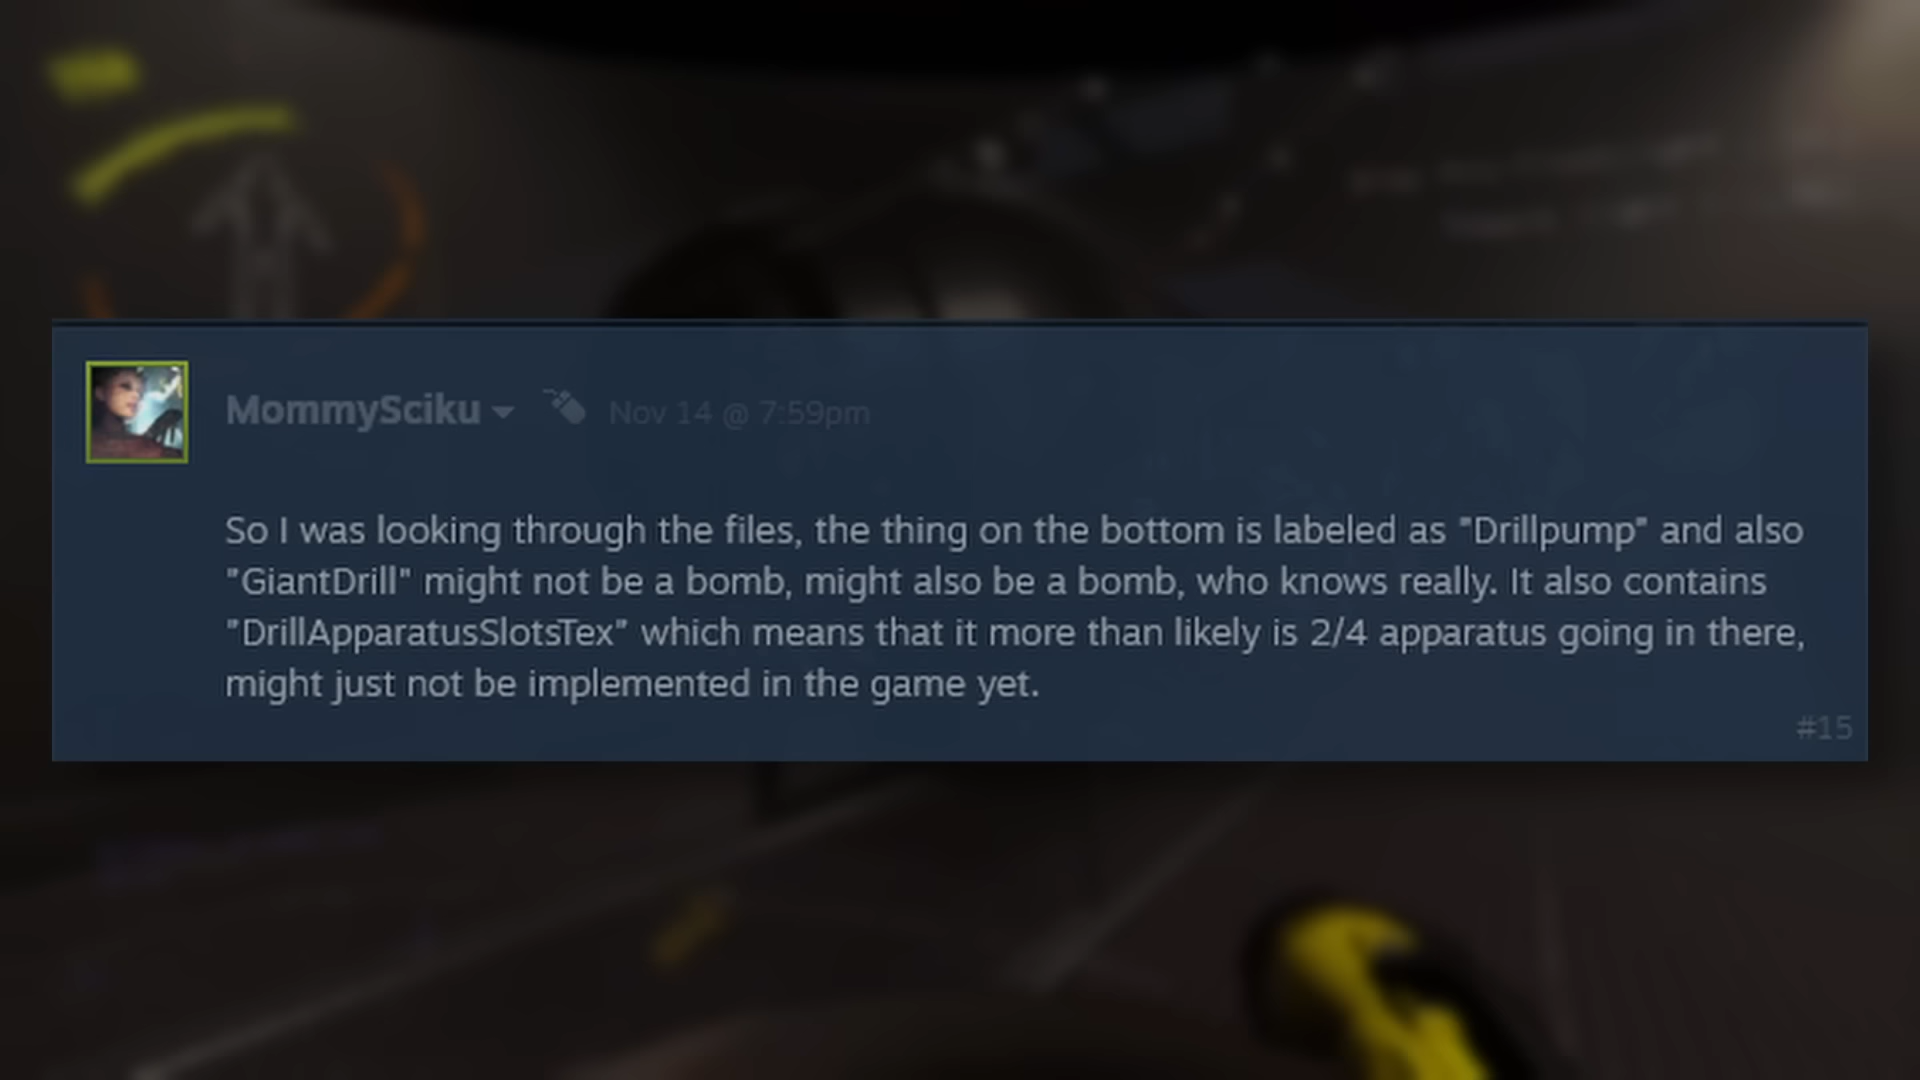 MommySciku Nov 14 @ 7:59pm
So I was looking through the files, the thing on the bottom is labeled as "Drillpump" and also
"GiantDrill" might not be a bomb, might also be a bomb, who knows really. It also contains
"DrillApparatusSlotsTex" which means that it more than likely is 2/4 apparatus going in there,
might just not be implemented in the game yet.
#15